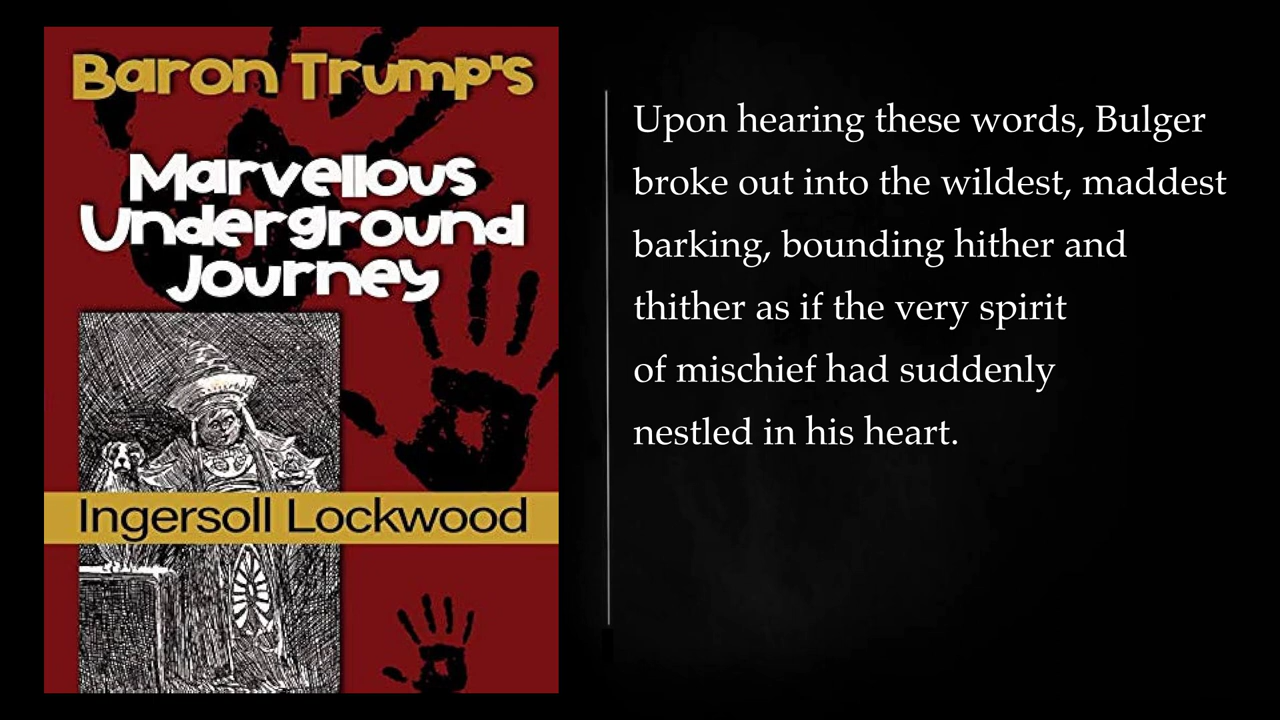 Baron Trump's
Marvellous
Underground
Journey
Ingersoll Lockwood
Upon hearing these words, Bulger
broke out into the wildest, maddest
barking, bounding hither and
thither as if the very spirit
of mischief had suddenly
nestled in his heart.